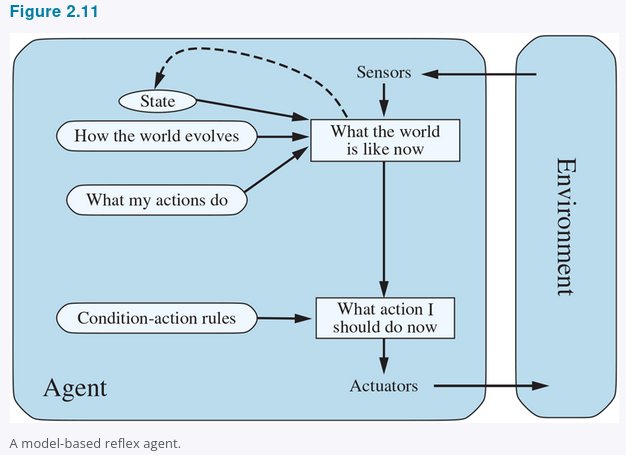 Figure 2.11
Sensors
State
How the world evolves
What the world
is like now
What my actions do
Environment
Condition-action rules
What action I
should do now
Agent
Actuators
A model-based reflex agent.